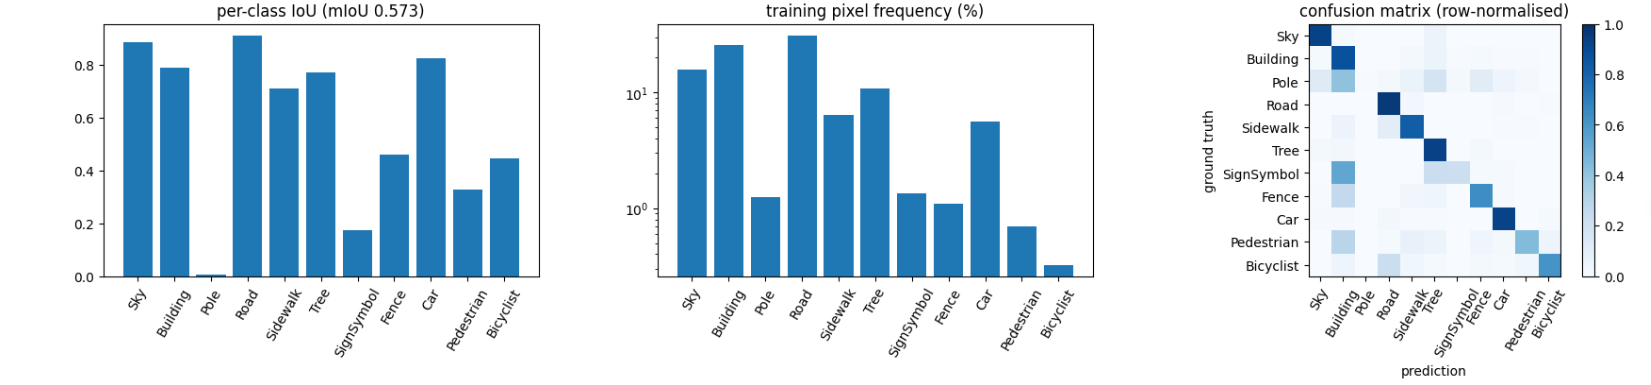 per-class IoU (mIoU 0.573)
0.8
0.6
0.4
0.2
0.0
Sky
Building
Pole
Road
Sidewalk
Tree
SignSymbol
Fence
Car
Pedestrian
Bicyclist
training pixel frequency (%)
10¹
10⁰
Sky
Building
Pole
Road
Sidewalk
Tree
SignSymbol
Fence
Car
Pedestrian
Bicyclist
confusion matrix (row-normalised)
ground truth
Sky
Building
Pole
Road
Sidewalk
Tree
SignSymbol
Fence
Car
Pedestrian
Bicyclist
Sky
Building
Pole
Road
Sidewalk
Tree
SignSymbol
Fence
Car
Pedestrian
Bicyclist
prediction
1.0
0.8
0.6
0.4
0.2
0.0